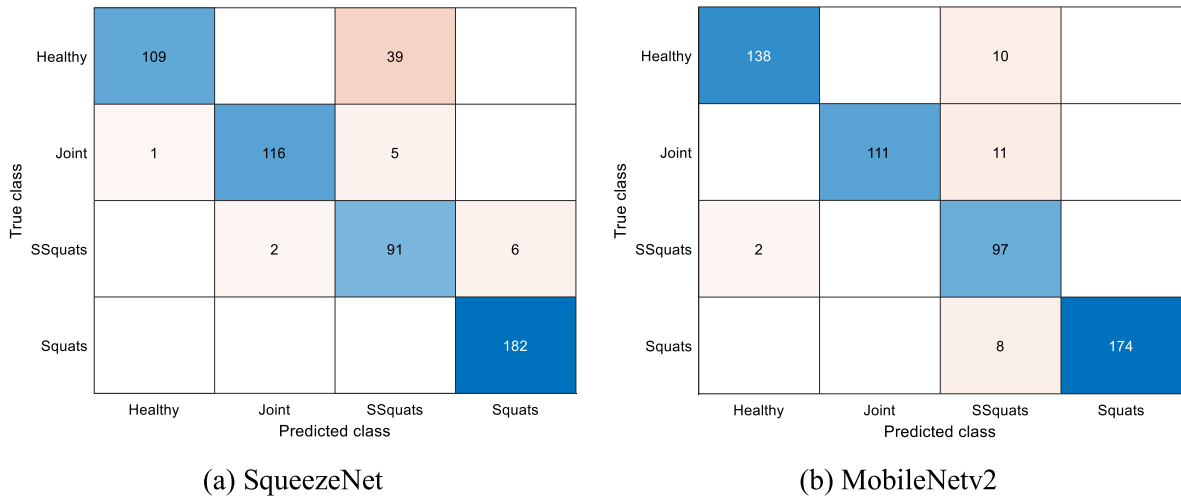 Healthy 109 39
Joint 1 116 5
SSquats 2 91 6
Squats 182
True class
Healthy Joint SSquats Squats
Predicted class
(a) SqueezeNet
Healthy 138 10
Joint 111 11
SSquats 2 97
Squats 8 174
True class
Healthy Joint SSquats Squats
Predicted class
(b) MobileNetv2